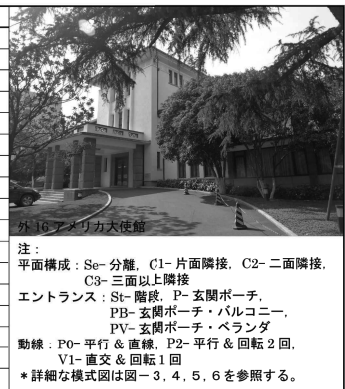 外 16 アメリカ大使館
注：
平面構成：Se- 分離, C1- 片面隣接, C2- 二面隣接,
C3- 三面以上隣接
エントランス：St- 階段, P- 玄関ポーチ,
PB- 玄関ポーチ・バルコニー,
PV- 玄関ポーチ・ベランダ
動線：P0- 平行 & 直線, P2- 平行 & 回転 2 回,
V1- 直交 & 回転 1 回
＊詳細な模式図は図－3, 4, 5, 6 を参照する。